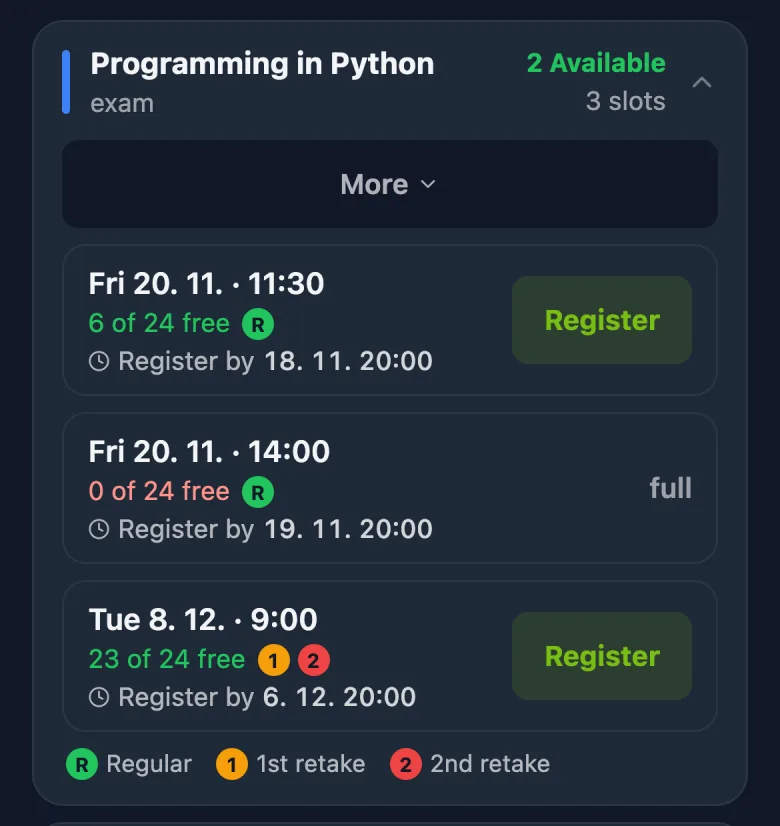 Programming in Python
2 Available
exam
3 slots
More
Fri 20. 11. · 11:30
6 of 24 free R
Register by 18. 11. 20:00
Register
Fri 20. 11. · 14:00
0 of 24 free R
Register by 19. 11. 20:00
full
Tue 8. 12. · 9:00
23 of 24 free 1 2
Register by 6. 12. 20:00
Register
R Regular 1 1st retake 2 2nd retake